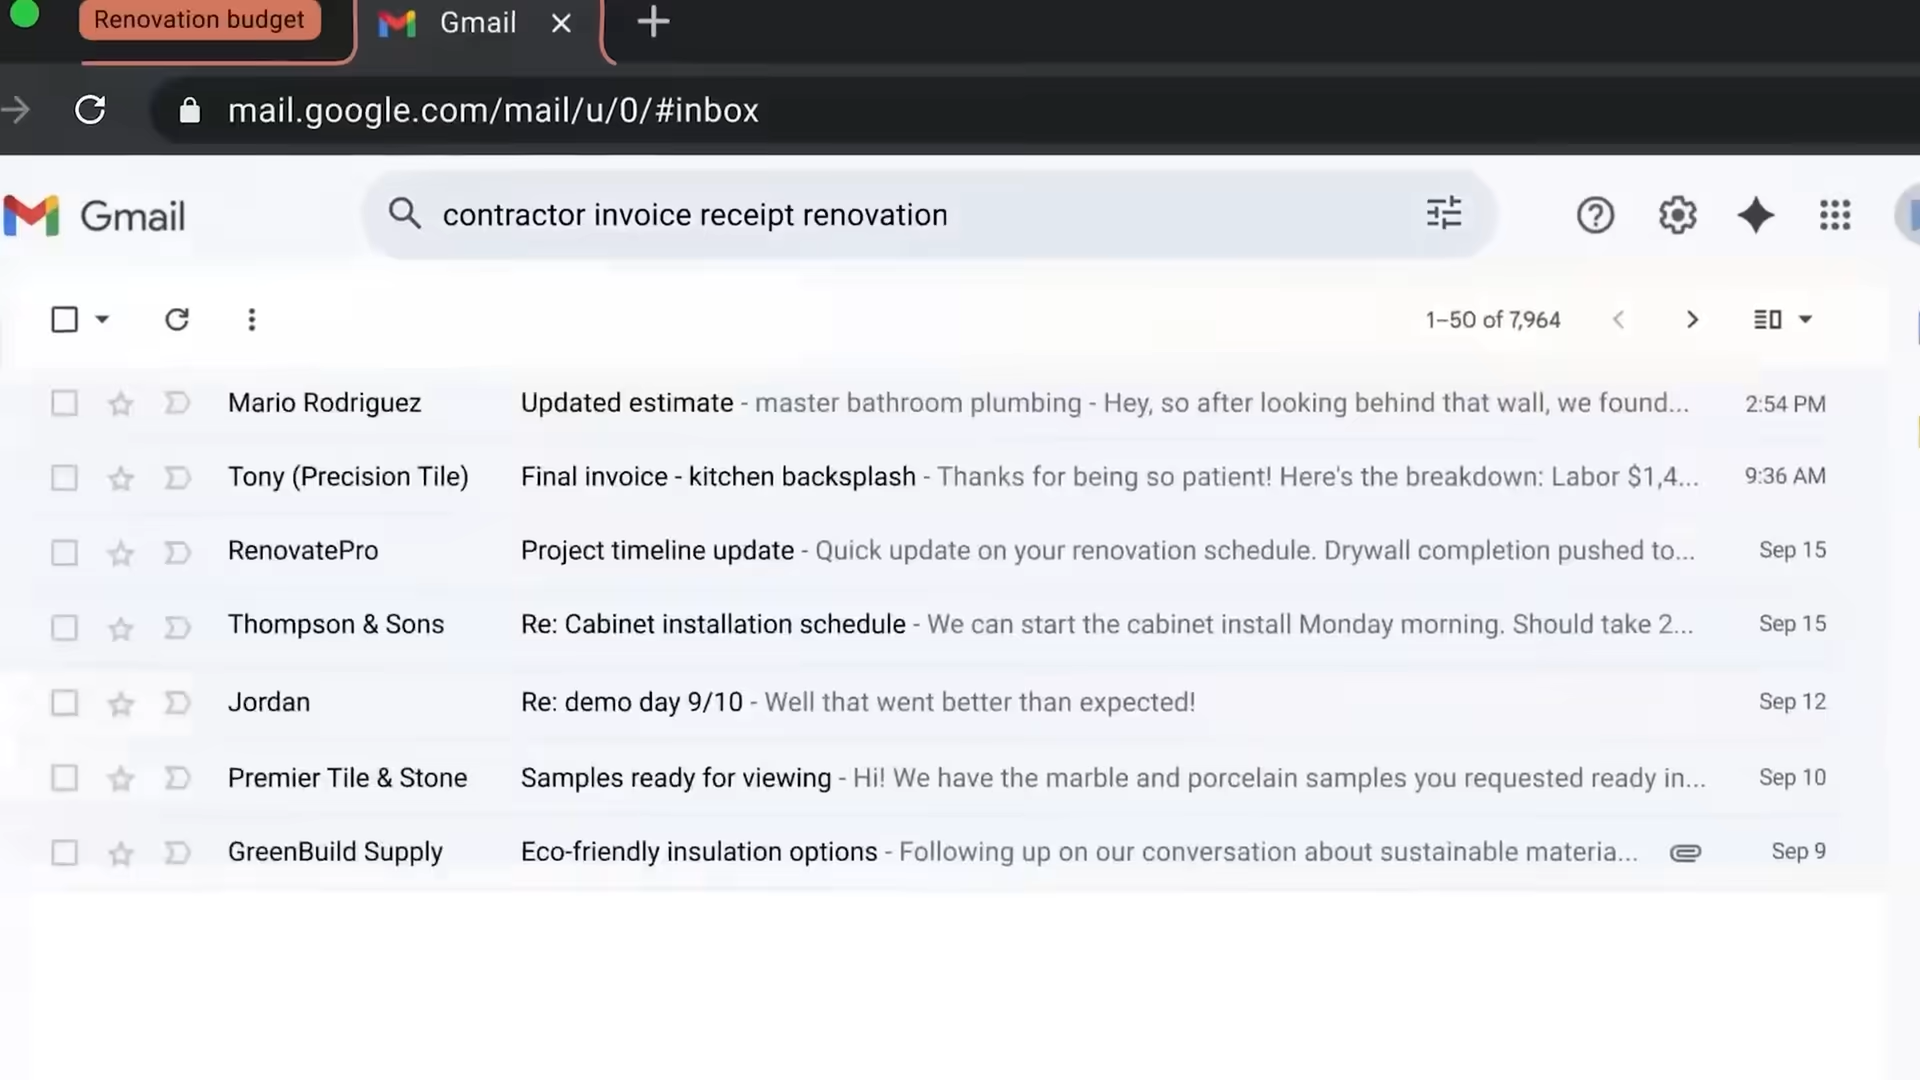 Renovation budget
Gmail
mail.google.com/mail/u/0/#inbox
Gmail
contractor invoice receipt renovation
1–50 of 7,964
Mario Rodriguez Updated estimate - master bathroom plumbing - Hey, so after looking behind that wall, we found... 2:54 PM
Tony (Precision Tile) Final invoice - kitchen backsplash - Thanks for being so patient! Here's the breakdown: Labor $1,4... 9:36 AM
RenovatePro Project timeline update - Quick update on your renovation schedule. Drywall completion pushed to... Sep 15
Thompson & Sons Re: Cabinet installation schedule - We can start the cabinet install Monday morning. Should take 2... Sep 15
Jordan Re: demo day 9/10 - Well that went better than expected! Sep 12
Premier Tile & Stone Samples ready for viewing - Hi! We have the marble and porcelain samples you requested ready in... Sep 10
GreenBuild Supply Eco-friendly insulation options - Following up on our conversation about sustainable materia... Sep 9